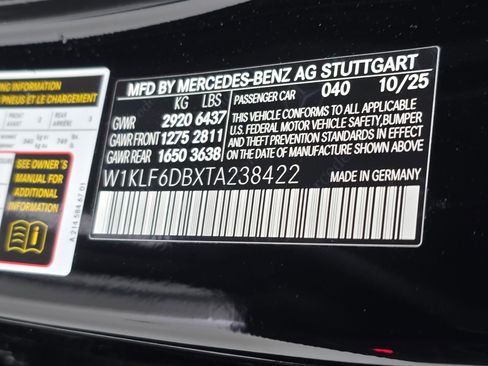 MFD BY MERCEDES-BENZ AG STUTTGART
KG LBS PASSENGER CAR 040 10/25
GVWR 2920 6437
GAWR FRONT 1275 2811
GAWR REAR 1650 3638
THIS VEHICLE CONFORMS TO ALL APPLICABLE
U.S. FEDERAL MOTOR VEHICLE SAFETY, BUMPER
AND THEFT PREVENTION STANDARDS IN EFFECT
ON THE DATE OF MANUFACTURE SHOWN ABOVE.
W1KLF6DBXTA238422 MADE IN GERMANY
SEE OWNER'S
MANUAL FOR
ADDITIONAL
INFORMATION